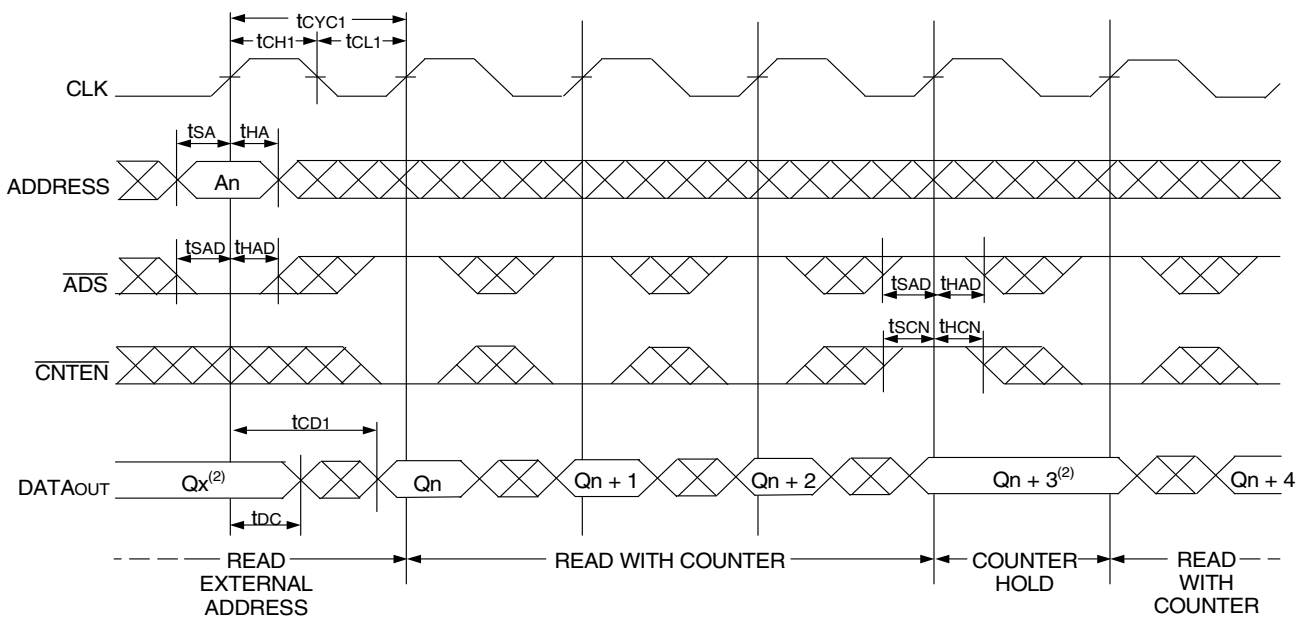 tCYC1
tCH1 tCL1
CLK
tSA tHA
ADDRESS An
tSAD tHAD
ADS tSAD tHAD
tSCN tHCN
CNTEN
tCD1
DATAOUT Qx(2) Qn Qn + 1 Qn + 2 Qn + 3(2) Qn + 4
tDC
READ EXTERNAL ADDRESS
READ WITH COUNTER
COUNTER HOLD
READ WITH COUNTER